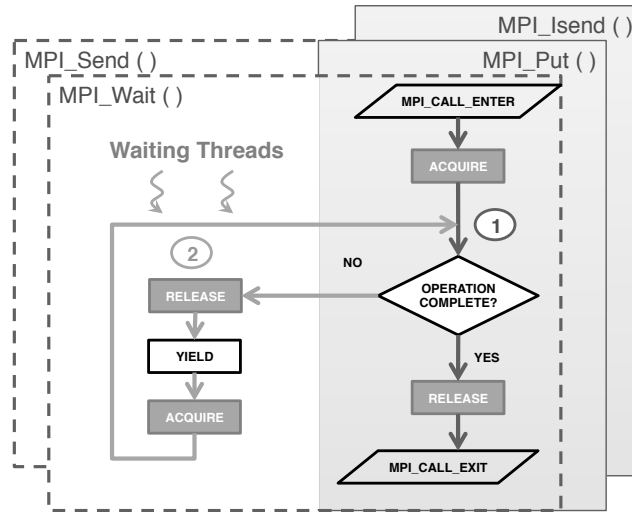 MPI_Isend ( )
MPI_Send ( )
MPI_Put ( )
MPI_Wait ( )
MPI_CALL_ENTER
Waiting Threads
ACQUIRE
1
2
NO
OPERATION
COMPLETE?
RELEASE
YIELD
YES
RELEASE
ACQUIRE
MPI_CALL_EXIT